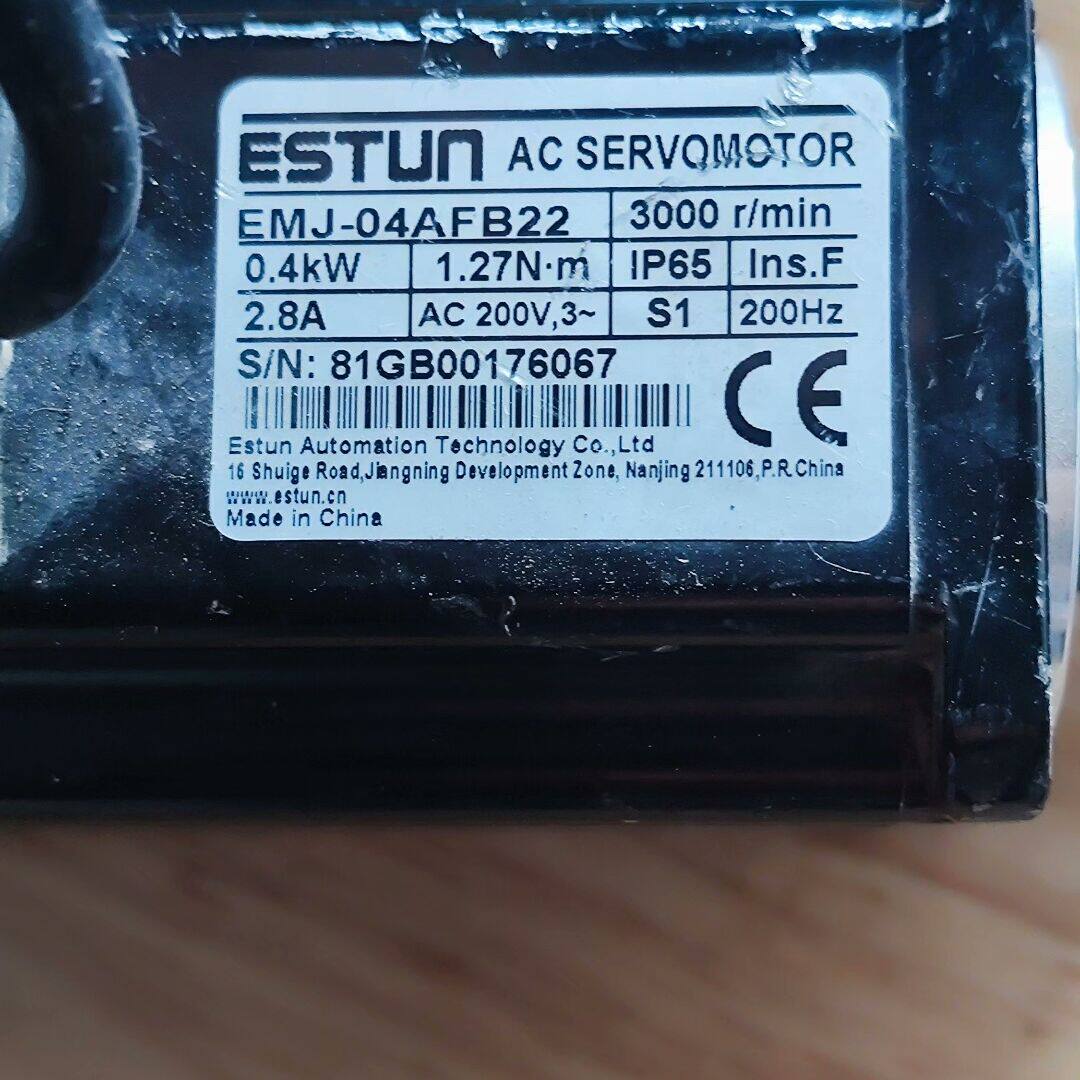 ESTUN AC SERVOMOTOR
EMJ-04AFB22 3000 r/min
0.4kW 1.27N·m IP65 Ins.F
2.8A AC 200V,3~ S1 200Hz
S/N: 81GB00176067
CE
Estun Automation Technology Co.,Ltd
16 Shuige Road,Jiangning Development Zone, Nanjing 211106,P.R.China
www.estun.cn
Made in China